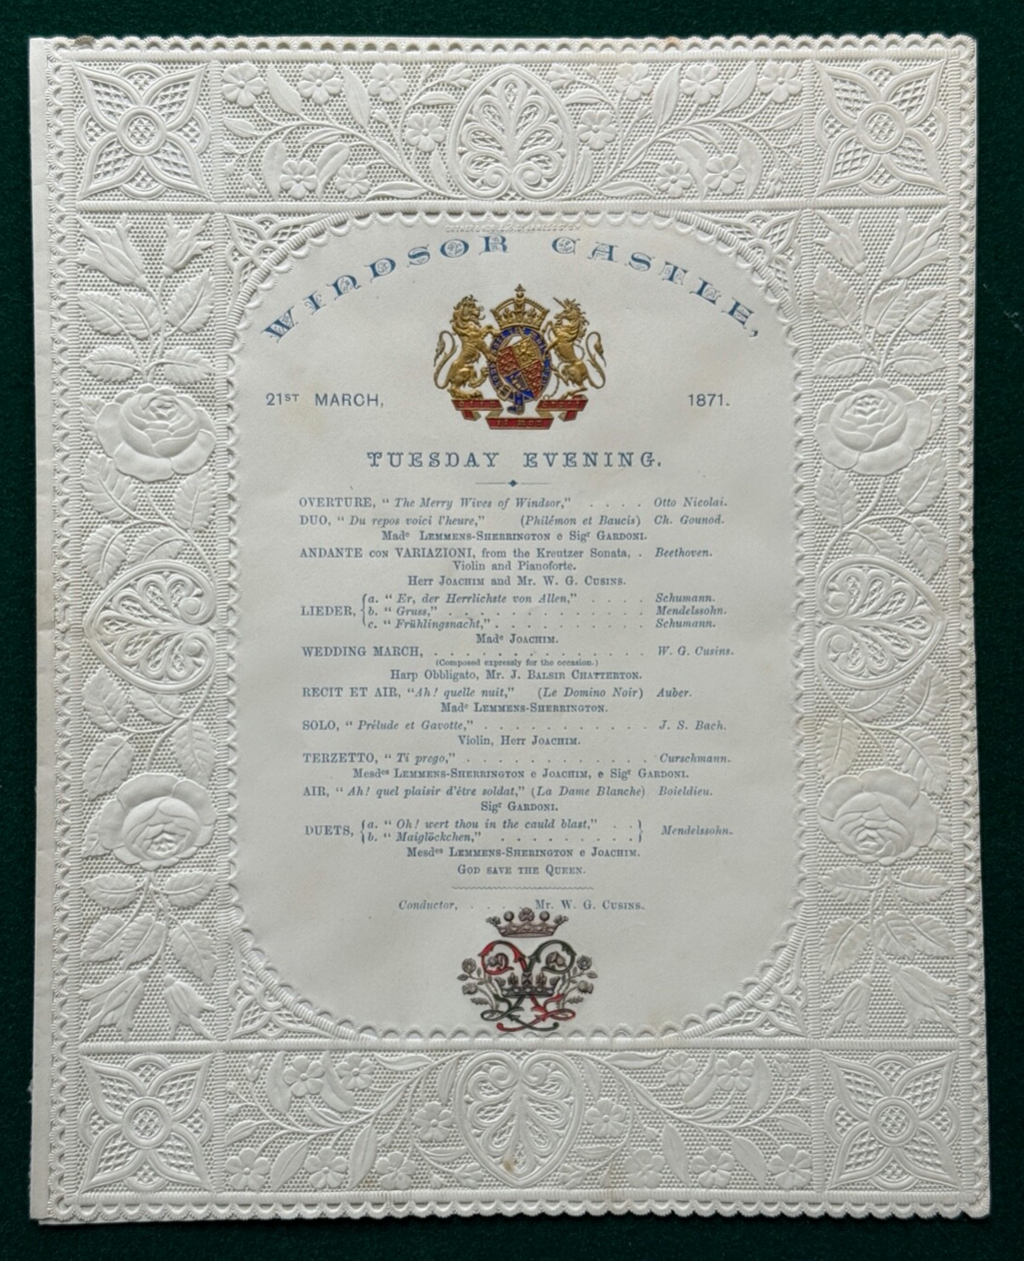 WINDSOR CASTLE,
21ST MARCH, 1871.
TUESDAY EVENING.
OVERTURE, " The Merry Wives of Windsor," . . . . Otto Nicolai.
DUO, " Du repos voici l'heure," (Philémon et Baucis) Ch. Gounod.
Made LEMMENS-SHERRINGTON e Sigr GARDONI.
ANDANTE CON VARIAZIONI, from the Kreutzer Sonata, . Beethoven.
Violin and Pianoforte.
Herr JOACHIM and Mr. W. G. CUSINS.
LIEDER, { a. " Er, der Herrlichste von Allen," . . . . . Schumann.
b. " Gruss," . . . . . . . . . . . . . . Mendelssohn.
c. " Frühlingsnacht," . . . . . . . . . . Schumann.
Made JOACHIM.
WEDDING MARCH, . . . . . . . . . . . . . . W. G. Cusins.
(Composed expressly for the occasion.)
Harp Obbligato, Mr. J. BALSIR CHATTERTON.
RECIT ET AIR, "Ah! quelle nuit," (Le Domino Noir) Auber.
Made LEMMENS-SHERRINGTON.
SOLO, " Prélude et Gavotte," . . . . . . . . . . J. S. Bach.
Violin, Herr JOACHIM.
TERZETTO, " Ti prego," . . . . . . . . . . . . Curschmann.
Mesdes LEMMENS-SHERRINGTON e JOACHIM, e Sigr GARDONI.
AIR, " Ah! quel plaisir d'étre soldat," (La Dame Blanche) Boieldieu.
Sigr GARDONI.
DUETS, { a. " Oh! wert thou in the cauld blast," . . } Mendelssohn.
b. " Maiglöckchen," . . . . . . . . .
Mesdes LEMMENS-SHERINGTON e JOACHIM.
GOD SAVE THE QUEEN.
Conductor, . . . . Mr. W. G. CUSINS.